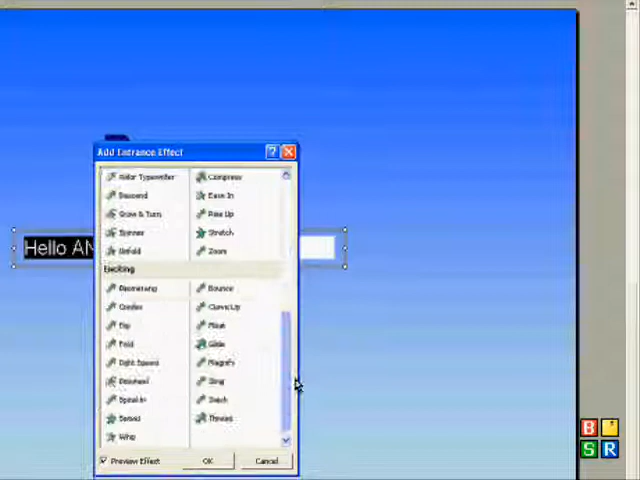 Add Entrance Effect
Color Typewriter
Compress
Descend
Ease In
Grow & Turn
Rise Up
Spinner
Stretch
Unfold
Zoom
Hello AN
Exciting
Boomerang
Bounce
Credits
Curve Up
Flip
Float
Fold
Glide
Light Speed
Magnify
Pinwheel
Sling
Spiral In
Swish
Swivel
Thread
Whip
Preview Effect
OK
Cancel
B
S R